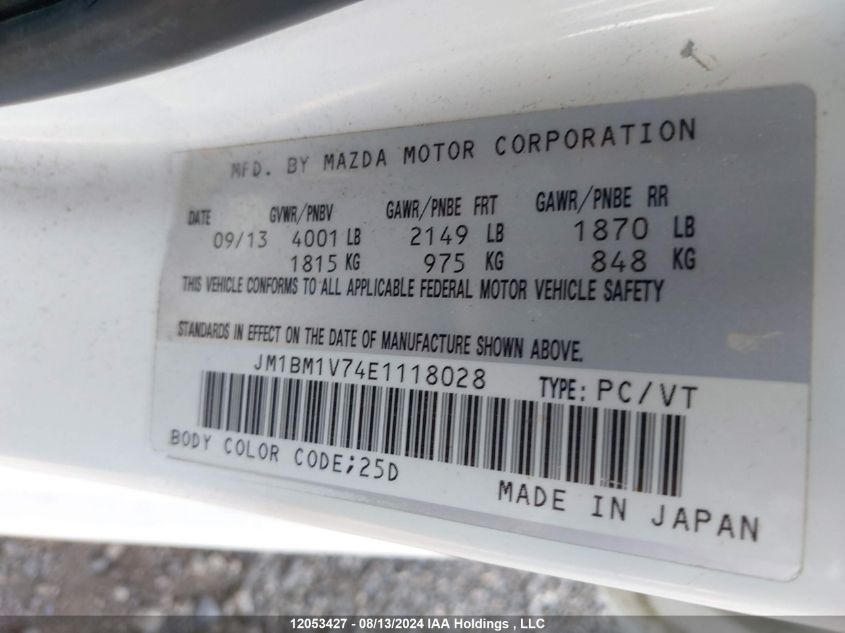 MFD. BY MAZDA MOTOR CORPORATION
DATE GVWR/PNBV GAWR/PNBE FRT GAWR/PNBE RR
09/13 4001 LB 2149 LB 1870 LB
1815 KG 975 KG 848 KG
THIS VEHICLE CONFORMS TO ALL APPLICABLE FEDERAL MOTOR VEHICLE SAFETY
STANDARDS IN EFFECT ON THE DATE OF MANUFACTURE SHOWN ABOVE.
JM1BM1V74E1118028 TYPE: PC/VT
BODY COLOR CODE;25D
MADE IN JAPAN
12053427 - 08/13/2024 IAA Holdings , LLC